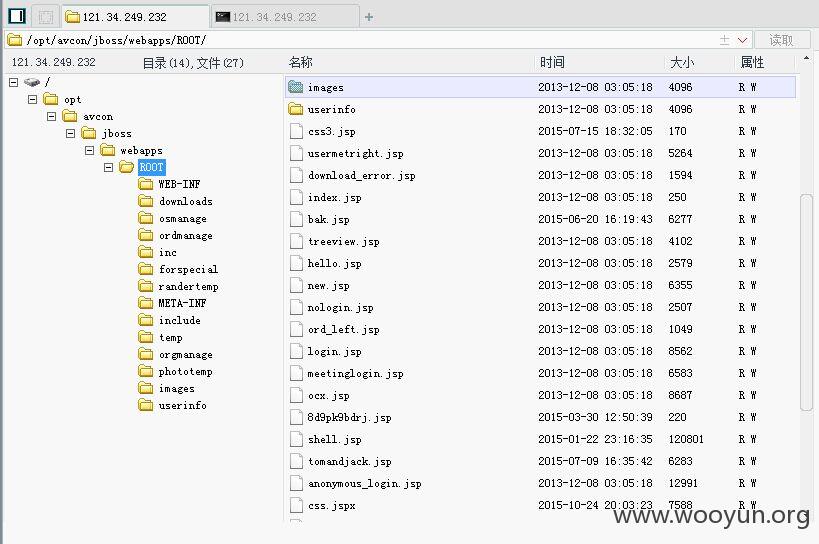 121.34.249.232 121.34.249.232 +
/opt/avcon/jboss/webapps/ROOT/ 读取
121.34.249.232 目录(14),文件(27) 名称 时间 大小 属性
/
opt
avcon
jboss
webapps
ROOT
WEB-INF
downloads
osmanage
ordmanage
inc
forspecial
randertemp
META-INF
include
temp
orgmanage
phototemp
images
userinfo
images 2013-12-08 03:05:18 4096 R W
userinfo 2013-12-08 03:05:18 4096 R W
css3.jsp 2015-07-15 18:32:05 170 R W
usermetright.jsp 2013-12-08 03:05:18 5264 R W
download_error.jsp 2013-12-08 03:05:18 1594 R W
index.jsp 2013-12-08 03:05:18 250 R W
bak.jsp 2015-06-20 16:19:43 6277 R W
treeview.jsp 2013-12-08 03:05:18 4102 R W
hello.jsp 2013-12-08 03:05:18 2579 R W
new.jsp 2013-12-08 03:05:18 6355 R W
nologin.jsp 2013-12-08 03:05:18 2507 R W
ord_left.jsp 2013-12-08 03:05:18 1049 R W
login.jsp 2013-12-08 03:05:18 8562 R W
meetinglogin.jsp 2013-12-08 03:05:18 6583 R W
ocx.jsp 2013-12-08 03:05:18 8687 R W
8d9pk9bdrj.jsp 2015-03-30 12:50:39 220 R W
shell.jsp 2015-01-22 23:16:35 120801 R W
tomandjack.jsp 2015-07-09 16:35:42 6283 R W
anonymous_login.jsp 2013-12-08 03:05:18 12991 R W
css.jspx 2015-10-24 20:03:23 7588 R W
www.wooyun.org